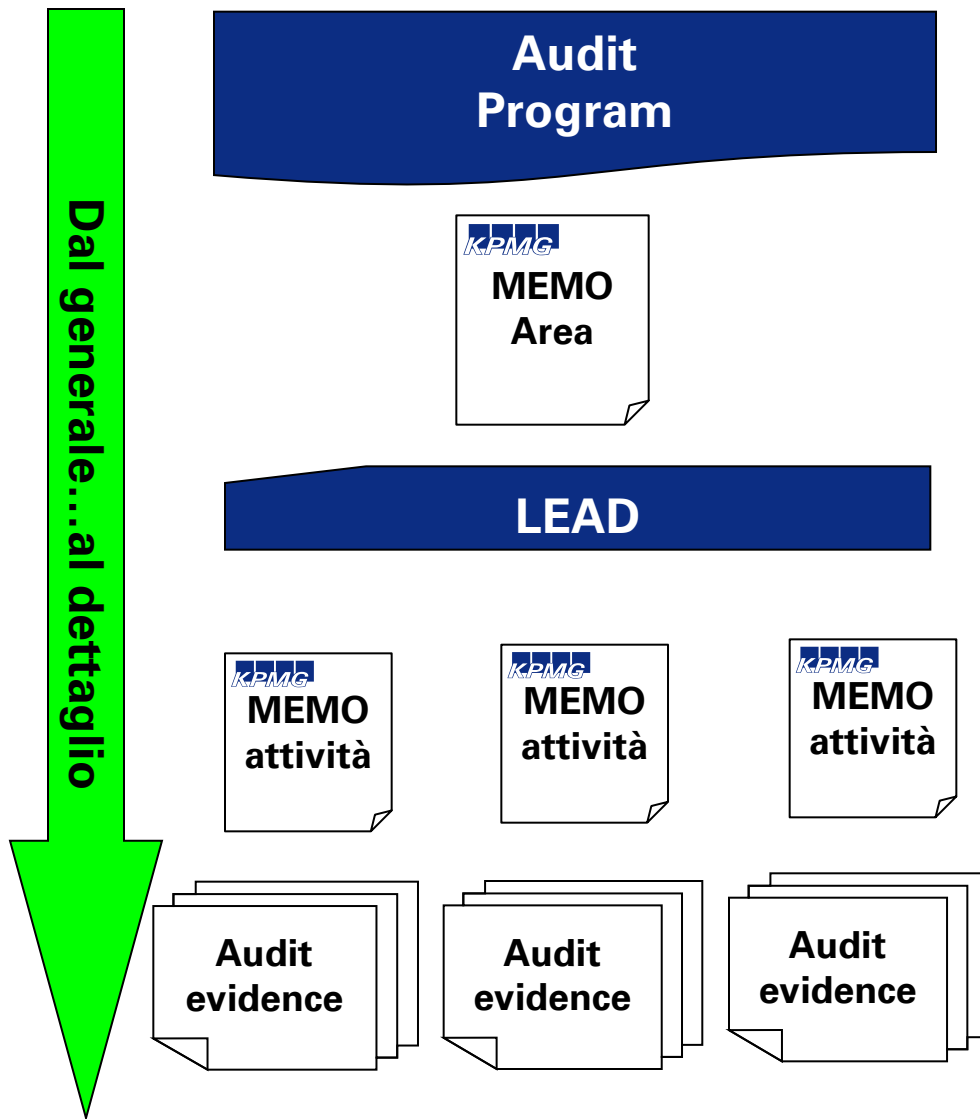 Audit
Program
Dal generale...al dettaglio
KPMG
MEMO
Area
LEAD
KPMG
MEMO
attività
KPMG
MEMO
attività
KPMG
MEMO
attività
Audit
evidence
Audit
evidence
Audit
evidence